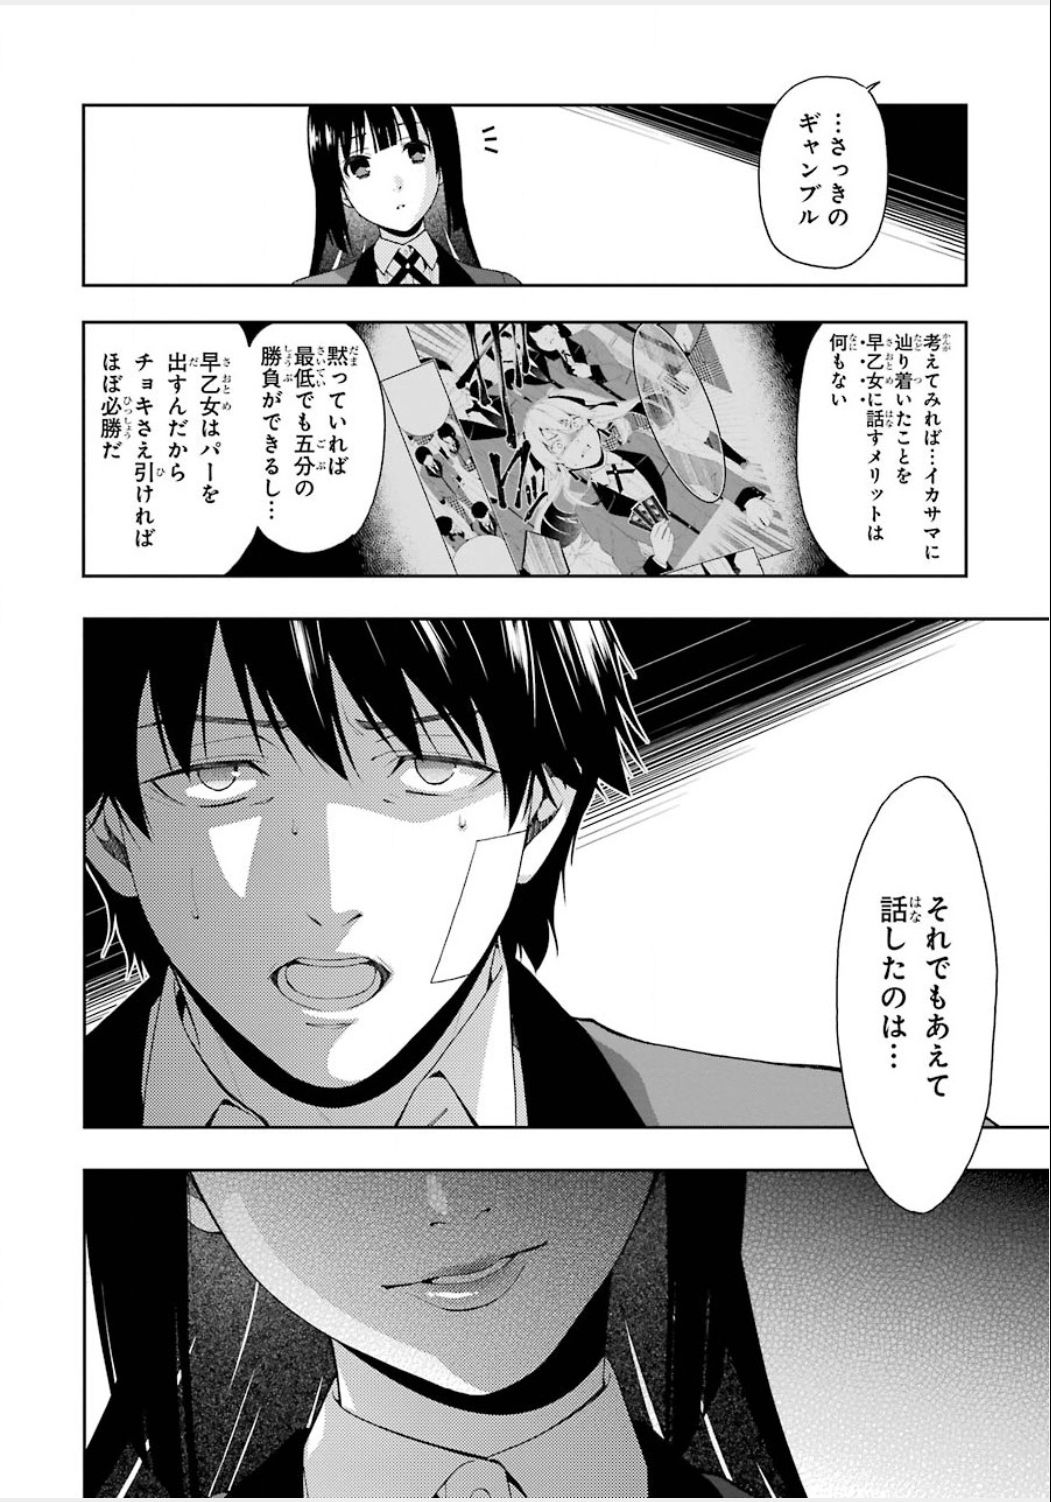 …さっきの
ギャンブル
考えてみれば…イカサマに
辿り着いたことを
早乙女に話すメリットは
何もない
黙っていれば
最低でも五分の
勝負ができるし…
早乙女はパーを
出すんだから
チョキさえ引ければ
ほぼ必勝だ
それでもあえて
話したのは…